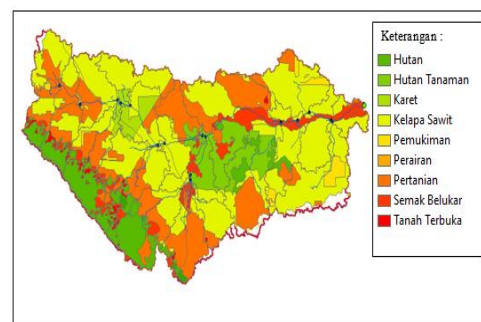 Keterangan :
Hutan
Hutan Tanaman
Karet
Kelapa Sawit
Pemukiman
Perairan
Pertanian
Semak Belukar
Tanah Terbuka